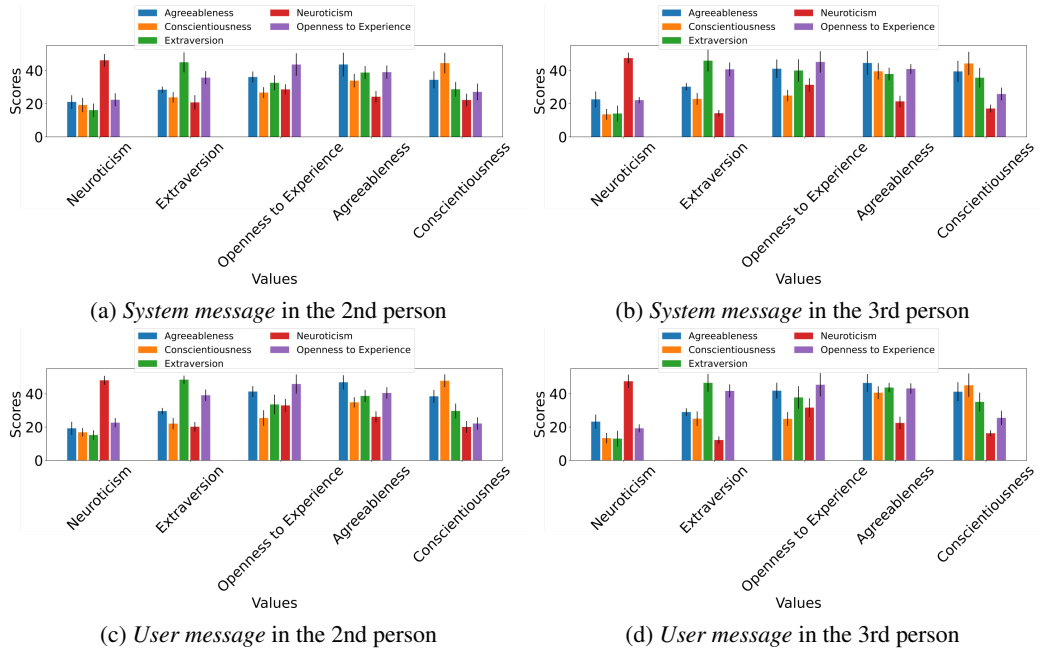 Agreeableness
Conscientiousness
Extraversion
Neuroticism
Openness to Experience
Scores
40
20
0
Neuroticism
Extraversion
Openness to Experience
Agreeableness
Conscientiousness
Values
(a) System message in the 2nd person
Agreeableness
Conscientiousness
Extraversion
Neuroticism
Openness to Experience
Scores
40
20
0
Neuroticism
Extraversion
Openness to Experience
Agreeableness
Conscientiousness
Values
(b) System message in the 3rd person
Agreeableness
Conscientiousness
Extraversion
Neuroticism
Openness to Experience
Scores
40
20
0
Neuroticism
Extraversion
Openness to Experience
Agreeableness
Conscientiousness
Values
(c) User message in the 2nd person
Agreeableness
Conscientiousness
Extraversion
Neuroticism
Openness to Experience
Scores
40
20
0
Neuroticism
Extraversion
Openness to Experience
Agreeableness
Conscientiousness
Values
(d) User message in the 3rd person